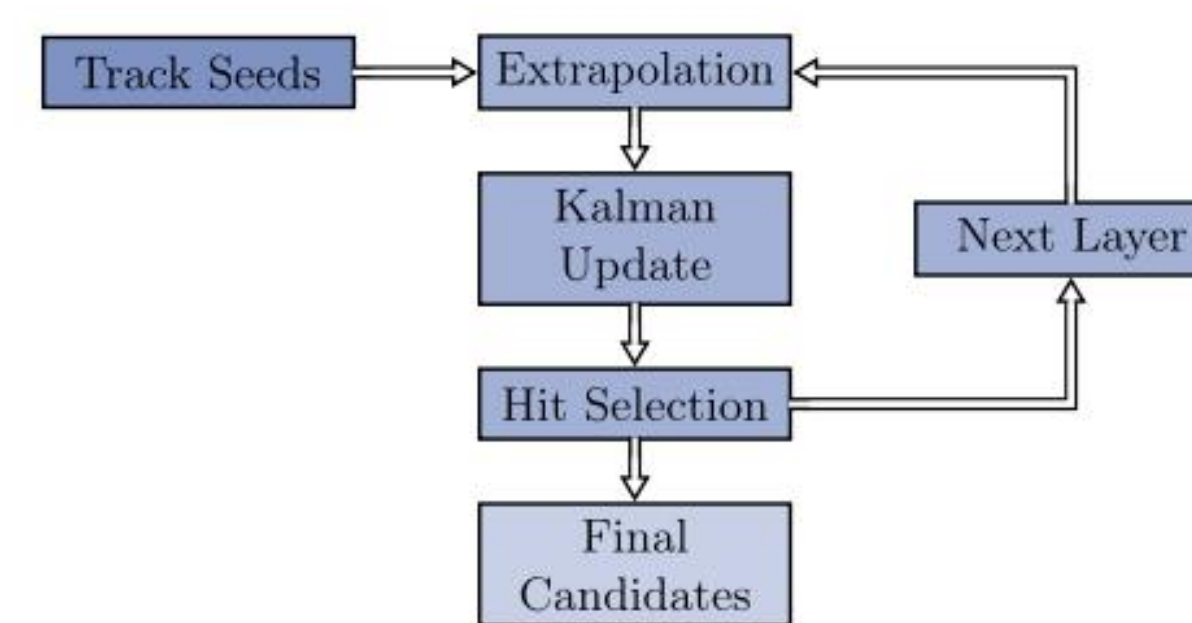 Track Seeds
Extrapolation
Kalman
Update
Next Layer
Hit Selection
Final
Candidates